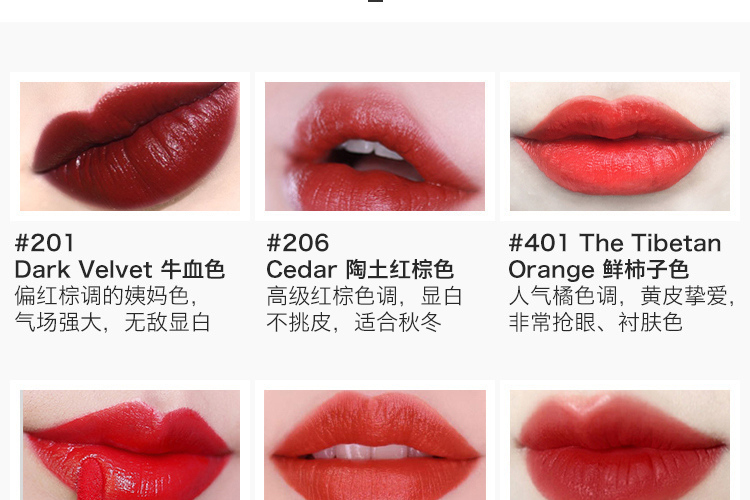 #201
Dark Velvet 牛血色
偏红棕调的姨妈色，
气场强大，无敌显白
#206
Cedar 陶土红棕色
高级红棕色调，显白
不挑皮，适合秋冬
#401 The Tibetan
Orange 鲜柿子色
人气橘色调，黄皮挚爱，
非常抢眼、衬肤色